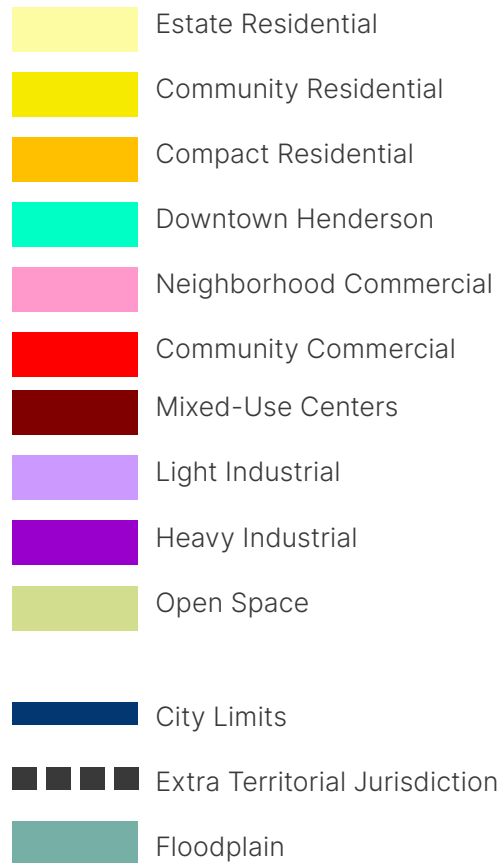 Estate Residential
Community Residential
Compact Residential
Downtown Henderson
Neighborhood Commercial
Community Commercial
Mixed-Use Centers
Light Industrial
Heavy Industrial
Open Space
City Limits
Extra Territorial Jurisdiction
Floodplain